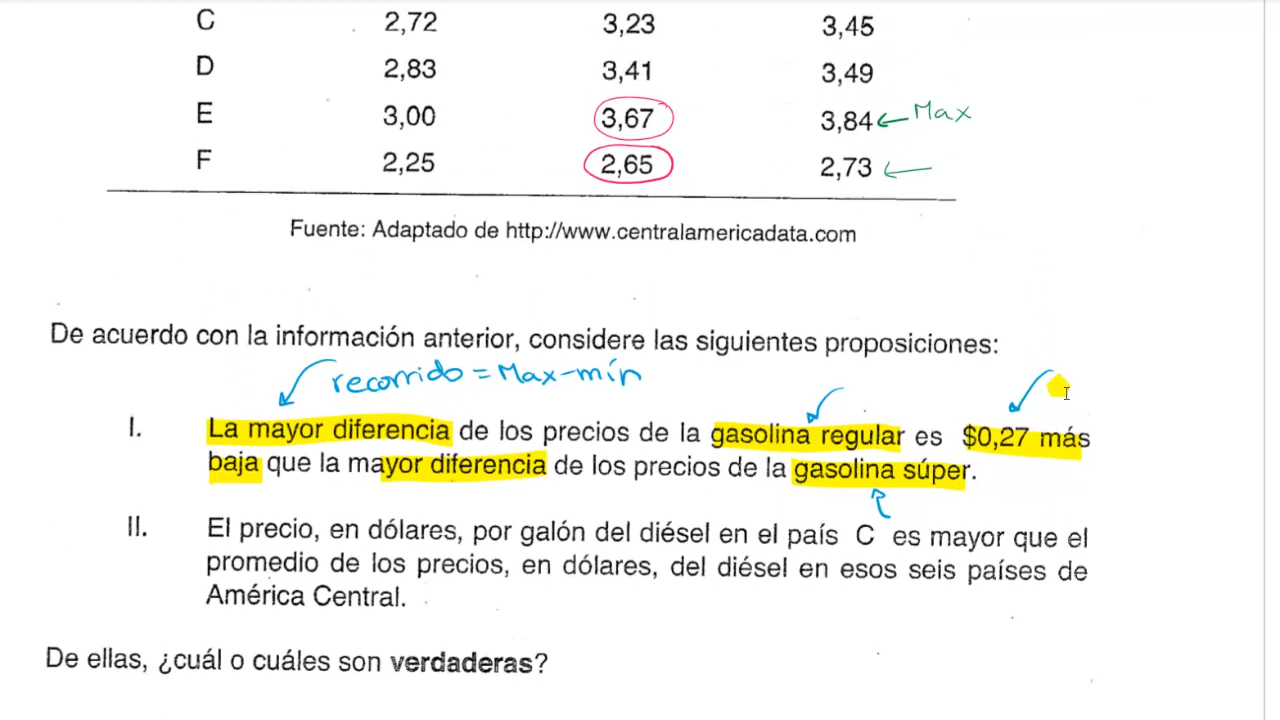 C 2,72 3,23 3,45
D 2,83 3,41 3,49
E 3,00 3,67 3,84 ← Max
F 2,25 2,65 2,73 ←
Fuente: Adaptado de http://www.centralamericadata.com
De acuerdo con la información anterior, considere las siguientes proposiciones:
recorrido = Max-mín
I. La mayor diferencia de los precios de la gasolina regular es $0,27 más
baja que la mayor diferencia de los precios de la gasolina súper.
II. El precio, en dólares, por galón del diésel en el país C es mayor que el
promedio de los precios, en dólares, del diésel en esos seis países de
América Central.
De ellas, ¿cuál o cuáles son verdaderas?